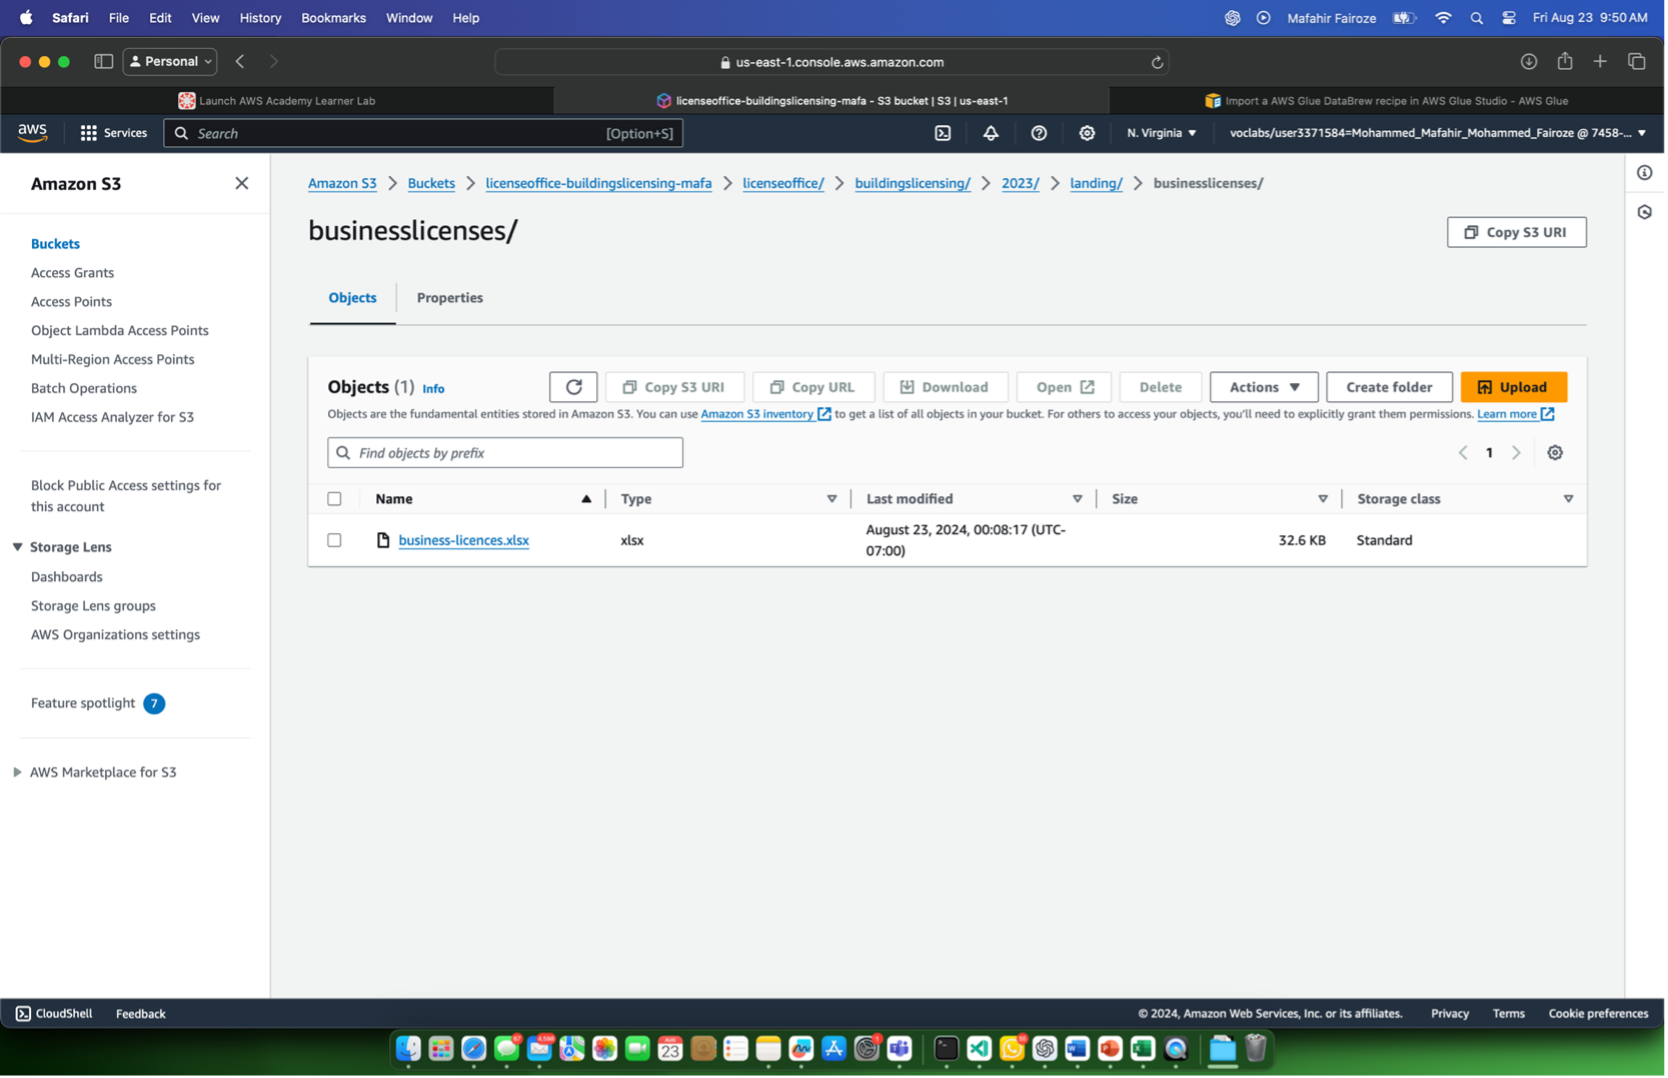 Safari File Edit View History Bookmarks Window Help Mafahir Fairoze Fri Aug 23 9:50 AM
Personal us-east-1.console.aws.amazon.com
Launch AWS Academy Learner Lab licenseoffice-buildingslicensing-mafa - S3 bucket | S3 | us-east-1 Import a AWS Glue DataBrew recipe in AWS Glue Studio - AWS Glue
aws Services Search [Option+S] N. Virginia voclabs/user3371584=Mohammed_Mafahir_Mohammed_Fairoze @ 7458-...
Amazon S3
Buckets
Access Grants
Access Points
Object Lambda Access Points
Multi-Region Access Points
Batch Operations
IAM Access Analyzer for S3
Block Public Access settings for
this account
Storage Lens
Dashboards
Storage Lens groups
AWS Organizations settings
Feature spotlight 7
AWS Marketplace for S3
Amazon S3 Buckets licenseoffice-buildingslicensing-mafa licenseoffice/ buildingslicensing/ 2023/ landing/ businesslicenses/
businesslicenses/
Copy S3 URI
Objects Properties
Objects (1) Info Copy S3 URI Copy URL Download Open Delete Actions Create folder Upload
Objects are the fundamental entities stored in Amazon S3. You can use Amazon S3 inventory to get a list of all objects in your bucket. For others to access your objects, you'll need to explicitly grant them permissions. Learn more
Find objects by prefix 1
Name Type Last modified Size Storage class
business-licences.xlsx xlsx August 23, 2024, 00:08:17 (UTC-
07:00) 32.6 KB Standard
CloudShell Feedback © 2024, Amazon Web Services, Inc. or its affiliates. Privacy Terms Cookie preferences
23